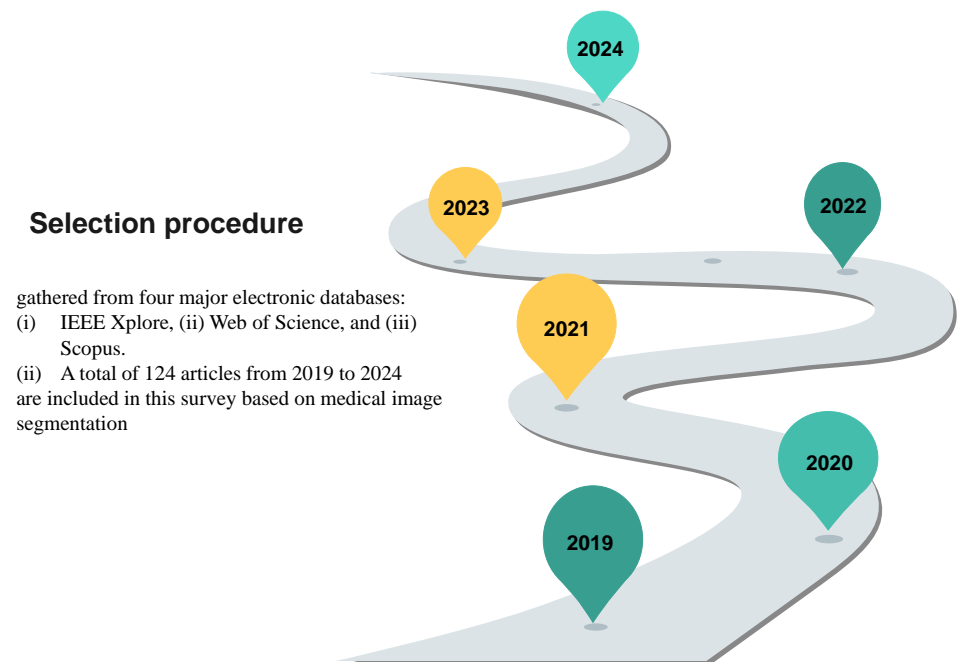 2024
2023
2022
Selection procedure
gathered from four major electronic databases:
(i) IEEE Xplore, (ii) Web of Science, and (iii)
Scopus.
(ii) A total of 124 articles from 2019 to 2024
are included in this survey based on medical image
segmentation
2021
2020
2019